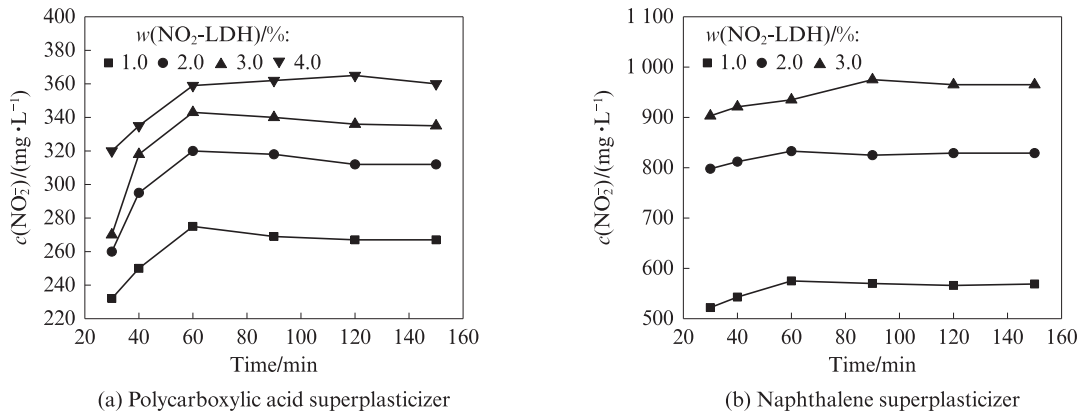 400
380
360
340
320
300
280
260
240
220
w(NO₂-LDH)/%:
1.0 2.0 3.0 4.0
c(NO₂⁻)/(mg·L⁻¹)
20 40 60 80 100 120 140 160
Time/min
(a) Polycarboxylic acid superplasticizer
1 100
1 000
900
800
700
600
500
w(NO₂-LDH)/%:
1.0 2.0 3.0
c(NO₂⁻)/(mg·L⁻¹)
20 40 60 80 100 120 140 160
Time/min
(b) Naphthalene superplasticizer